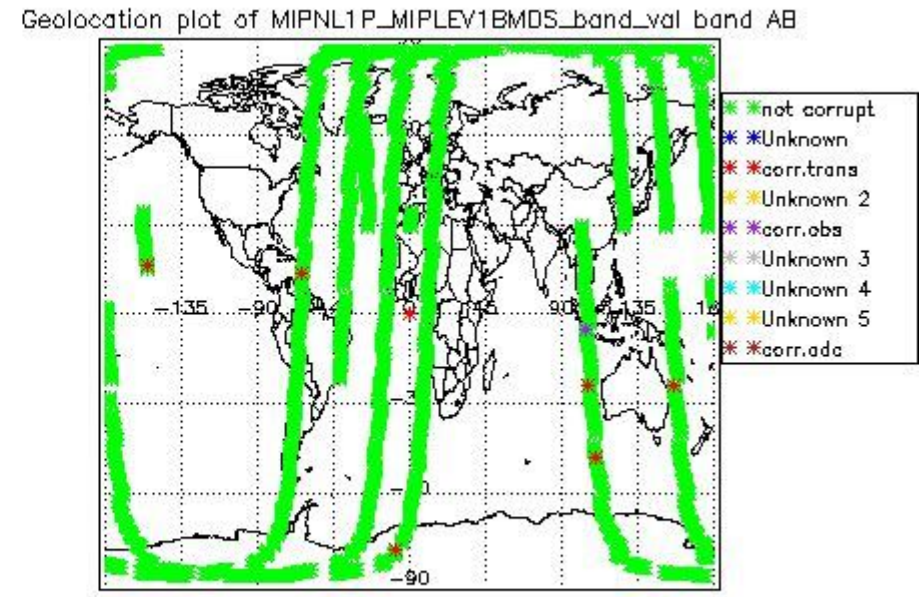 Geolocation plot of MIPNL1P_MIPLEV1BMDS_band_val band AB
not corrupt
Unknown
corr.trans
Unknown 2
corr.obs
Unknown 3
Unknown 4
Unknown 5
corr.adc
-135 -90 90 135
-90